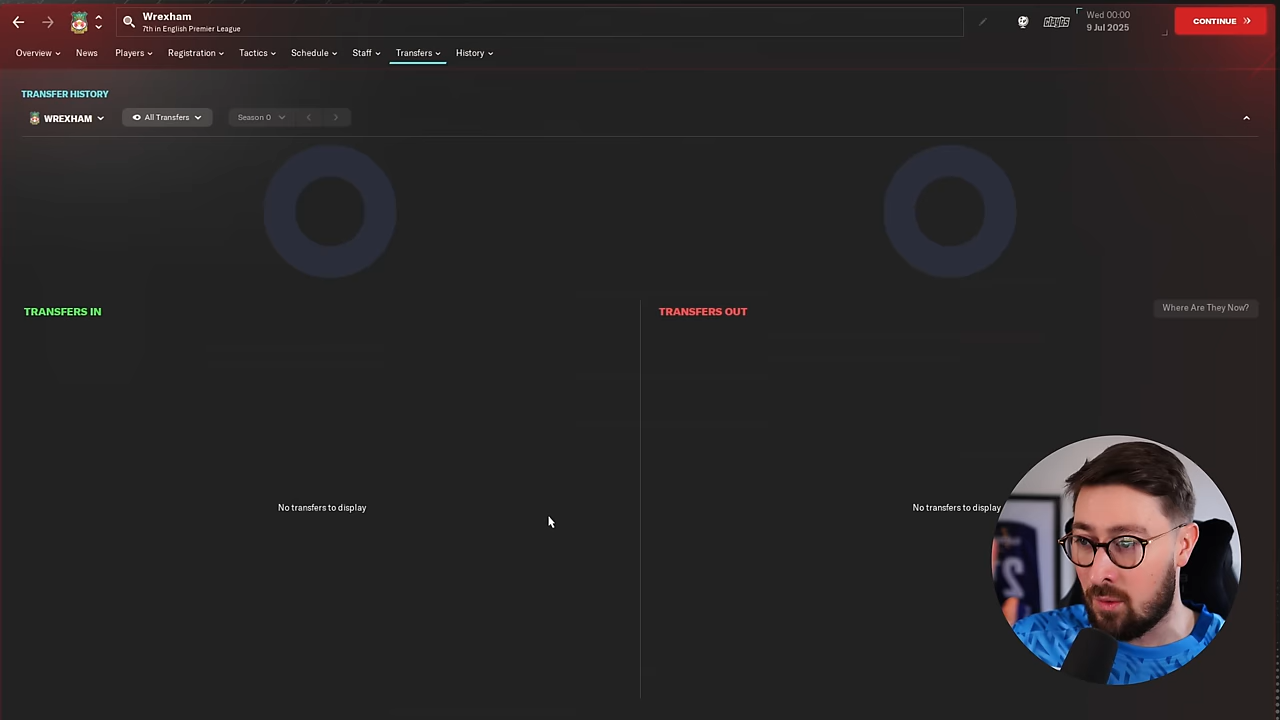 Wrexham
7th in English Premier League
clayts
Wed 00:00
9 Jul 2025
CONTINUE
Overview
News
Players
Registration
Tactics
Schedule
Staff
Transfers
History
TRANSFER HISTORY
WREXHAM
All Transfers
Season 0
TRANSFERS IN
TRANSFERS OUT
Where Are They Now?
No transfers to display
No transfers to display
2